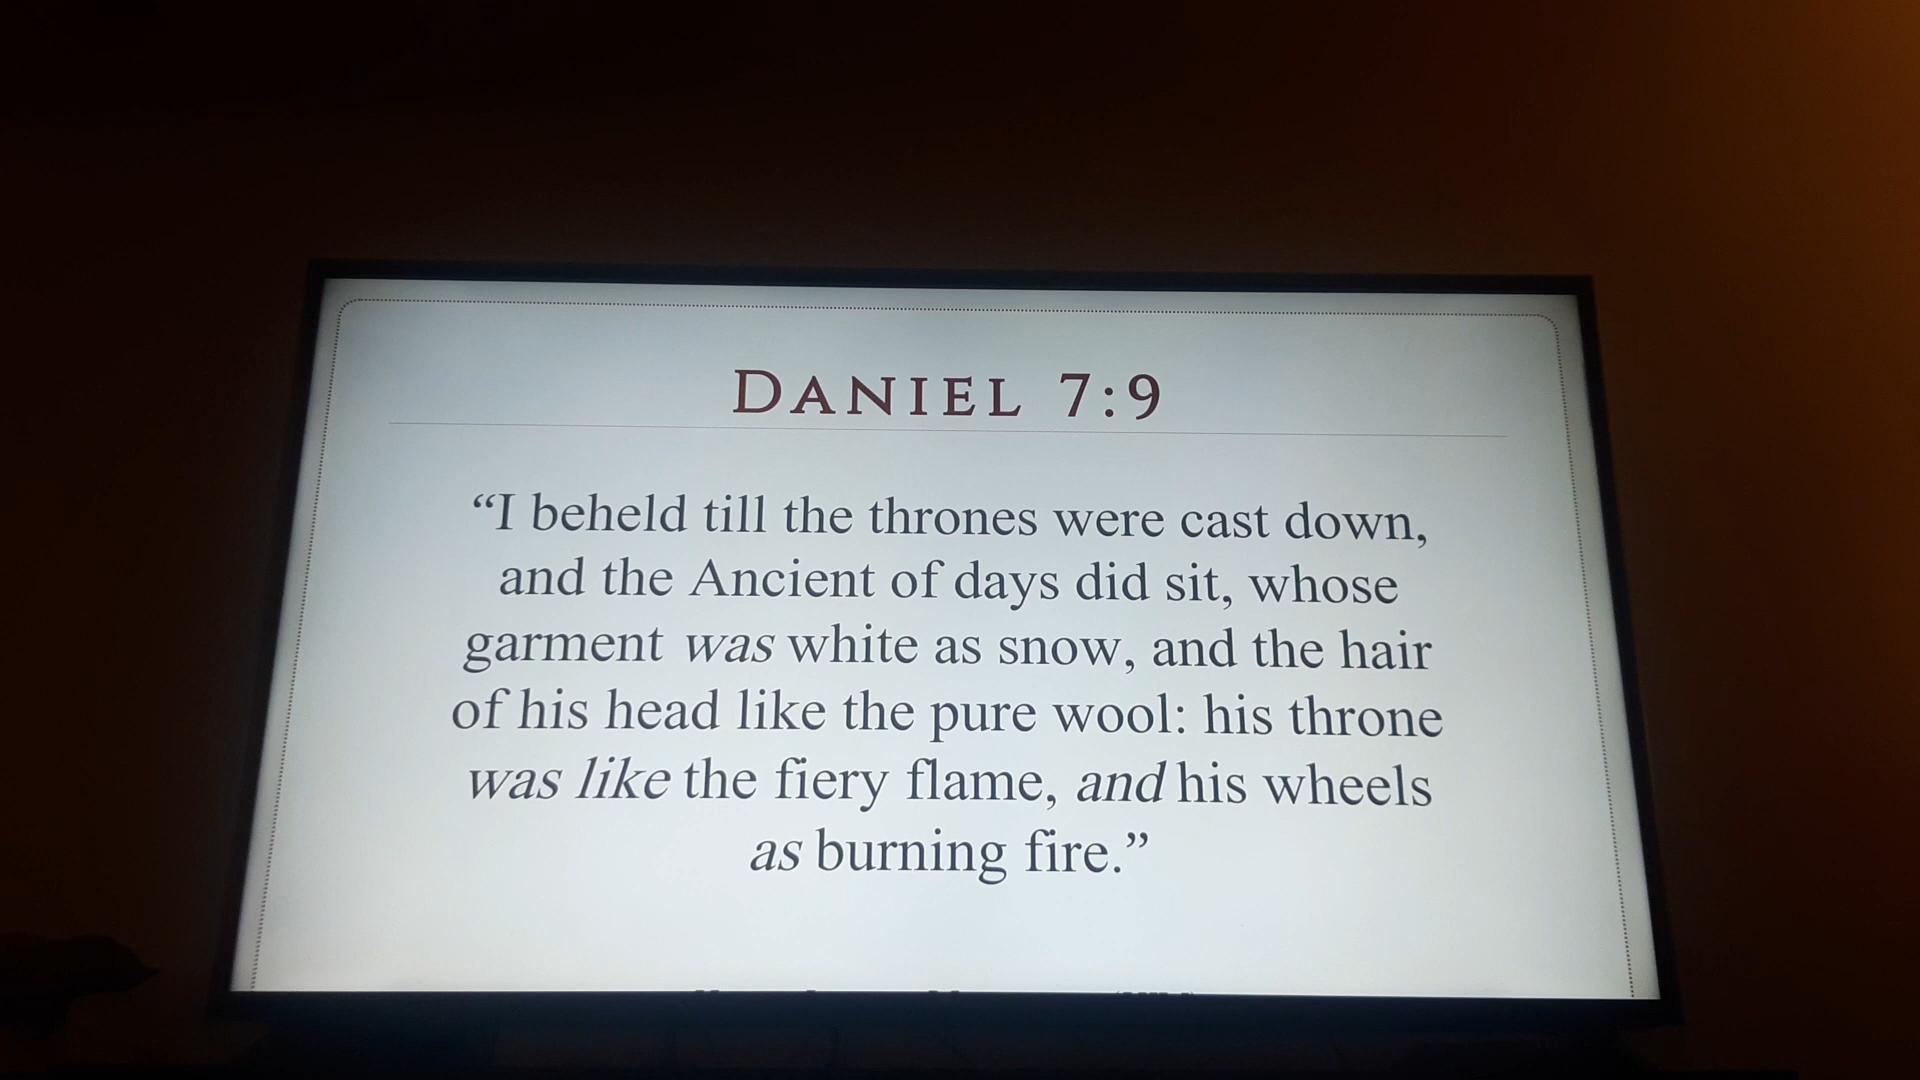 DANIEL 7:9
“I beheld till the thrones were cast down,
and the Ancient of days did sit, whose
garment was white as snow, and the hair
of his head like the pure wool: his throne
was like the fiery flame, and his wheels
as burning fire.”